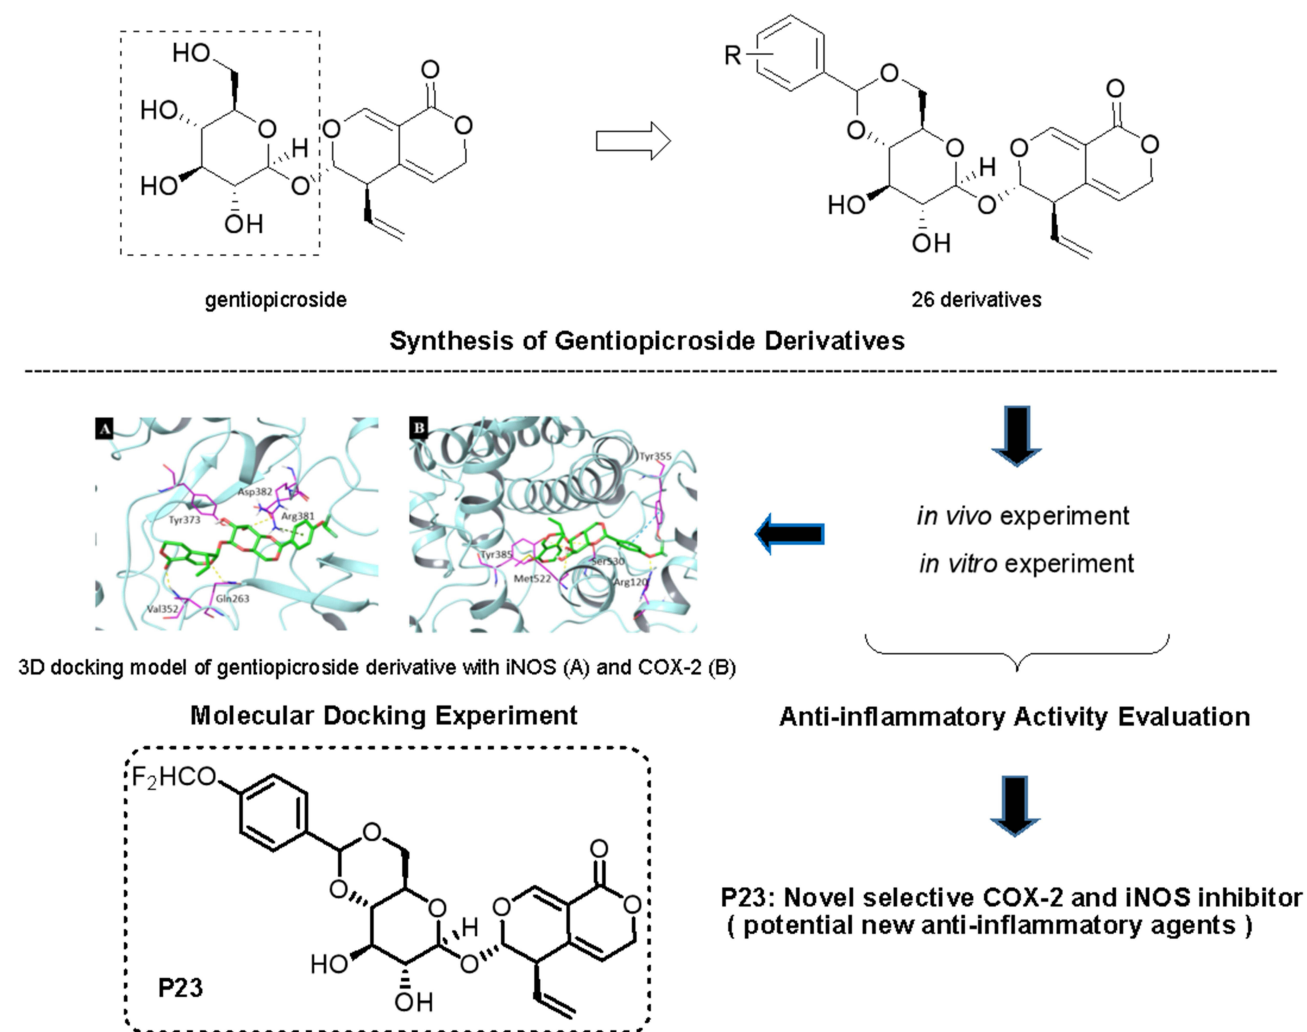 HO
HO
HO
OH
O
H
O
O
O
O
R
O
O
HO
OH
O
H
O
O
O
O
gentiopicroside
26 derivatives
Synthesis of Gentiopicroside Derivatives
A
Asp382
Tyr373
Arg381
Val352
Gln263
B
Tyr355
Tyr385
Met522
Ser530
Arg120
in vivo experiment
in vitro experiment
3D docking model of gentiopicroside derivative with iNOS (A) and COX-2 (B)
Molecular Docking Experiment
Anti-inflammatory Activity Evaluation
F2HCO
O
O
HO
OH
O
H
O
O
O
O
P23
P23: Novel selective COX-2 and iNOS inhibitor
( potential new anti-inflammatory agents )